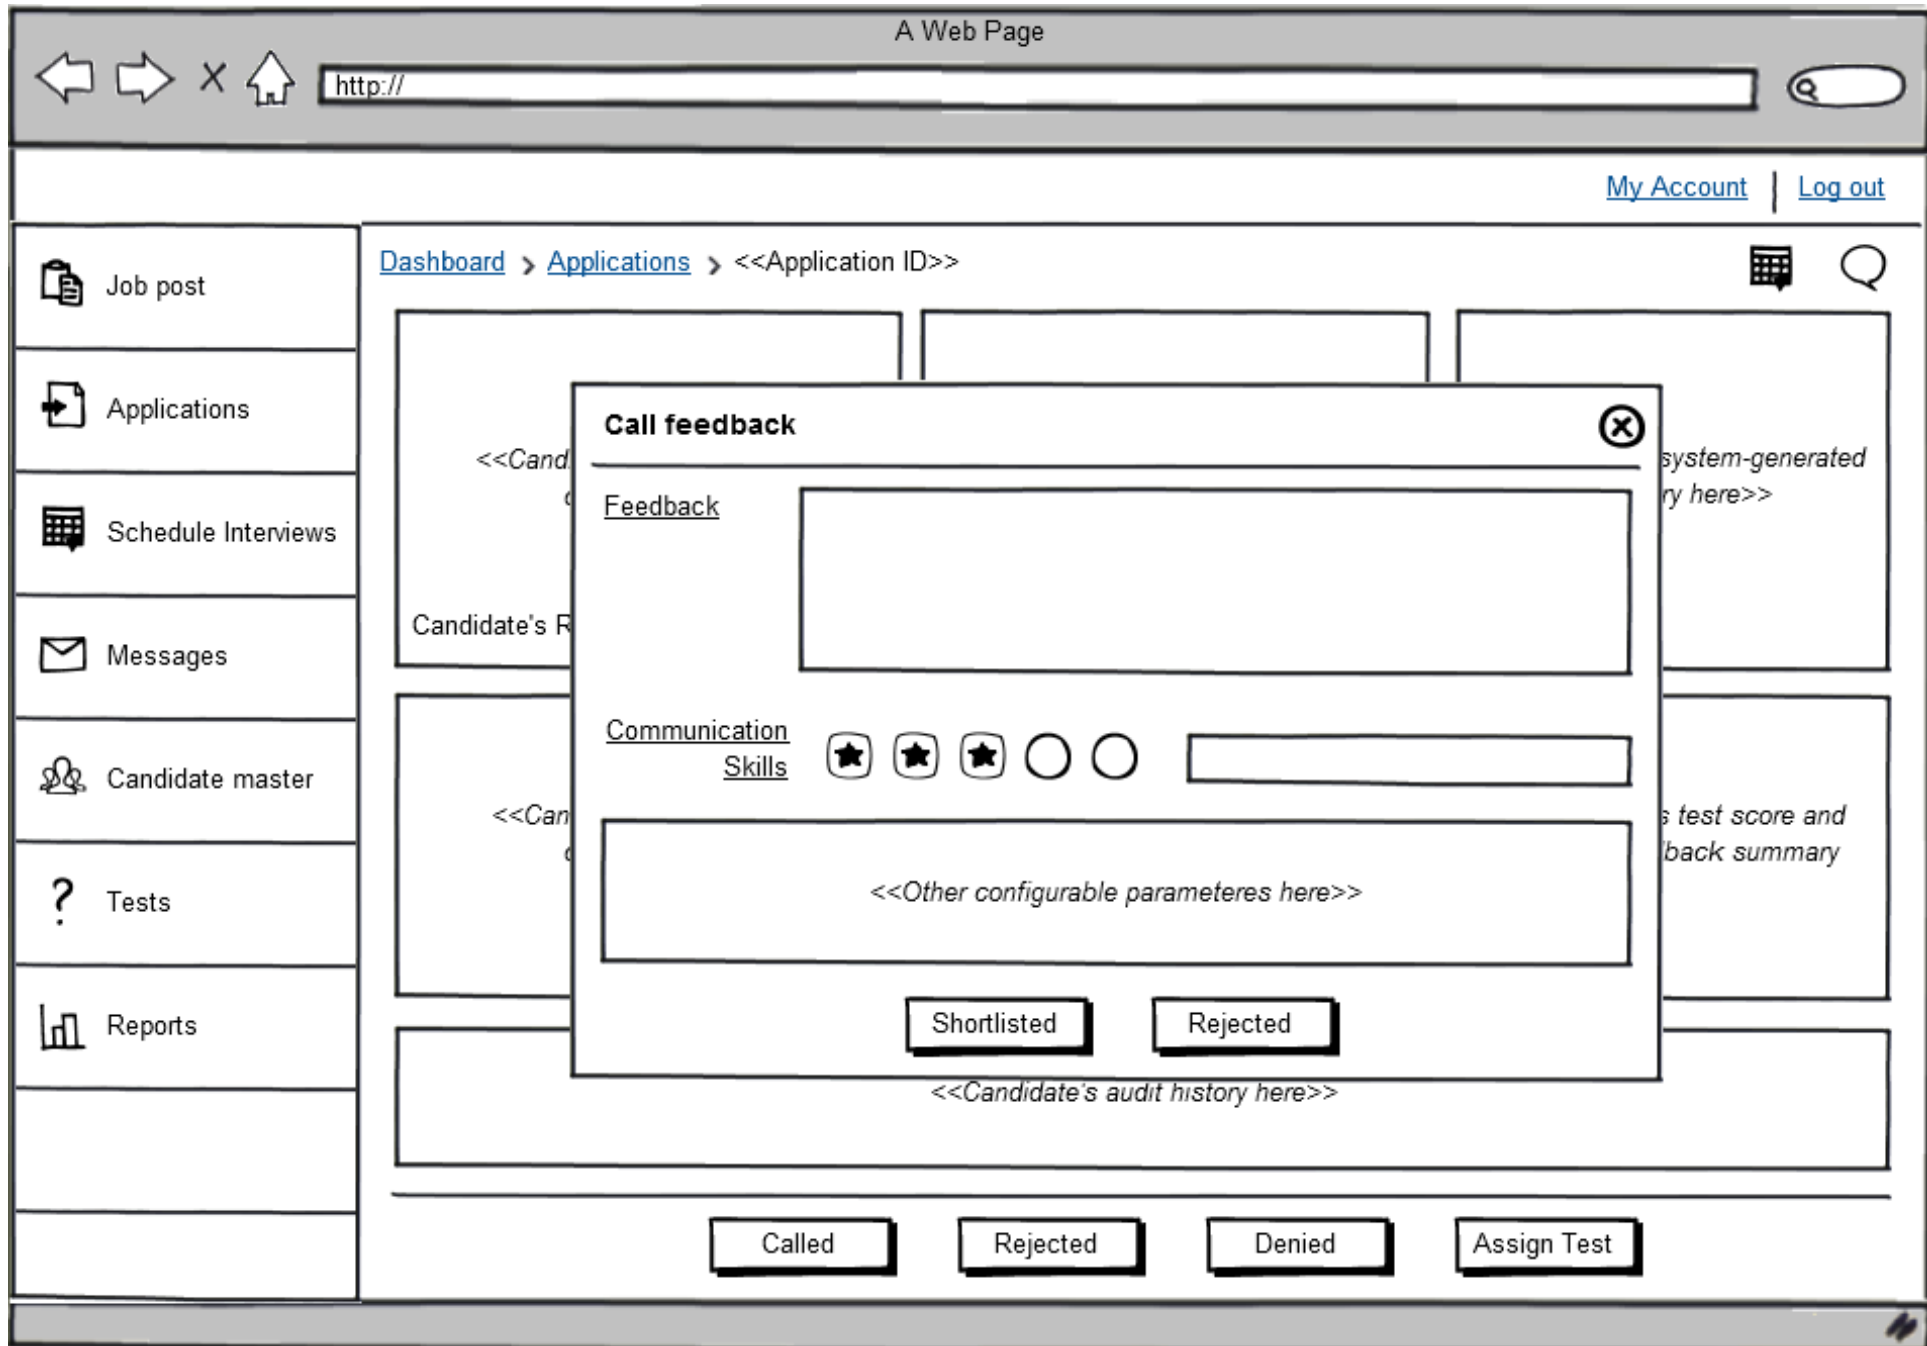 A Web Page
http://
My Account Log out
Job post
Applications
Schedule Interviews
Messages
Candidate master
Tests
Reports
Dashboard > Applications > <<Application ID>>
<<Cand
Candidate's R
system-generated
ry here>>
<<Can
s test score and
back summary
Call feedback
Feedback
Communication
Skills
<<Other configurable parameteres here>>
Shortlisted Rejected
<<Candidate's audit history here>>
Called Rejected Denied Assign Test